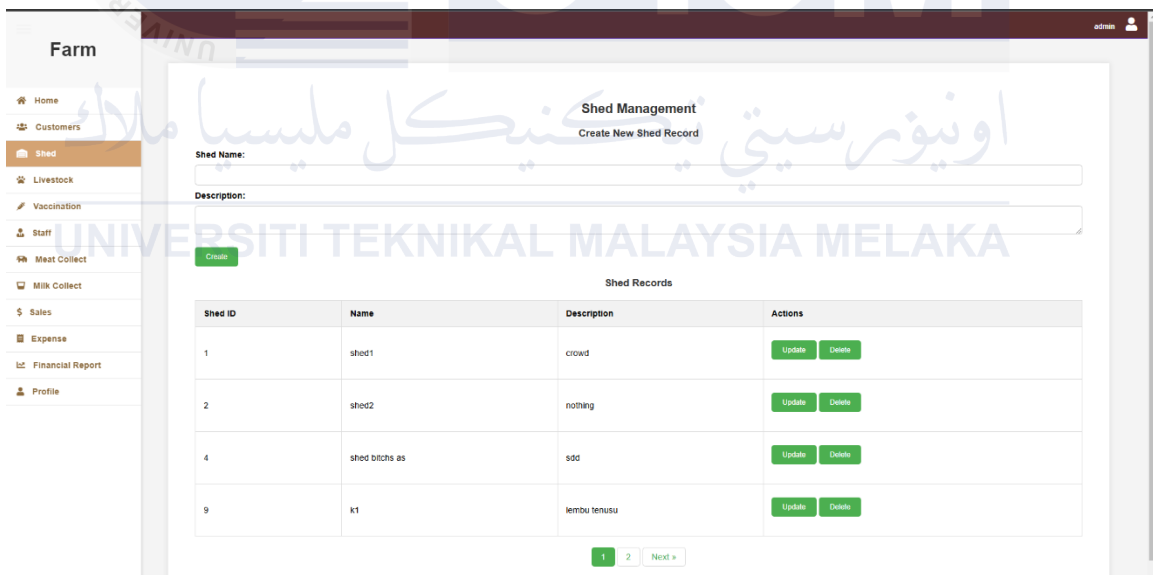 admin
Farm
UNIVER
Home
Customers
Shed
Livestock
Vaccination
Staff
Meat Collect
Milk Collect
$ Sales
Expense
Financial Report
Profile
اونيۏرسيتي تيكنيكل مليسيا ملاك
UNIVERSITI TEKNIKAL MALAYSIA MELAKA
Shed Management
Create New Shed Record
Shed Name:
Description:
Create
Shed Records
Shed ID Name Description Actions
1 shed1 crowd Update Delete
2 shed2 nothing Update Delete
4 shed bitchs as sdd Update Delete
9 k1 lembu tenusu Update Delete
1 2 Next »